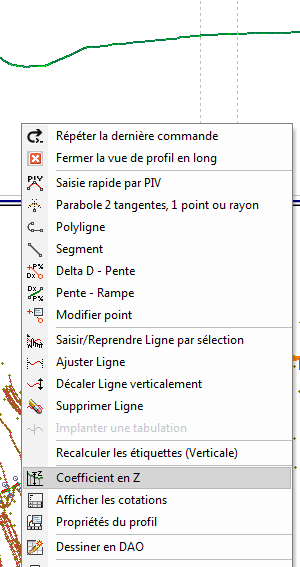 Répéter la dernière commande
Fermer la vue de profil en long
Saisie rapide par PIV
Parabole 2 tangentes, 1 point ou rayon
Polyligne
Segment
Delta D - Pente
Pente - Rampe
Modifier point
Saisir/Reprendre Ligne par sélection
Ajuster Ligne
Décaler Ligne verticalement
Supprimer Ligne
Implanter une tabulation
Recalculer les étiquettes (Verticale)
Coefficient en Z
Afficher les cotations
Propriétés du profil
Dessiner en DAO